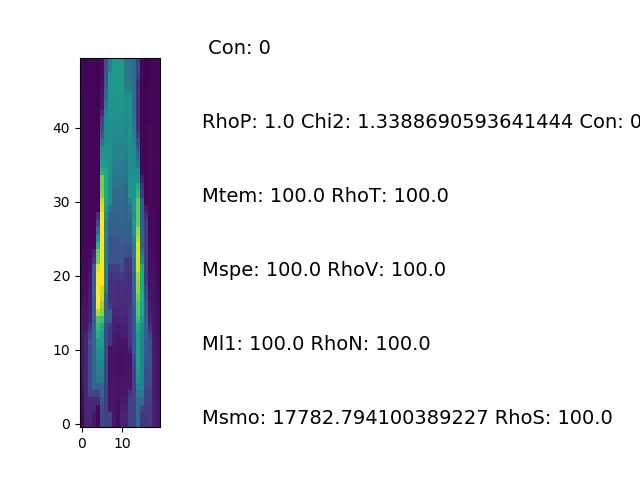 Con: 0
RhoP: 1.0 Chi2: 1.3388690593641444 Con: 0
Mtem: 100.0 RhoT: 100.0
Mspe: 100.0 RhoV: 100.0
Ml1: 100.0 RhoN: 100.0
Msmo: 17782.794100389227 RhoS: 100.0
40
30
20
10
0
0 10